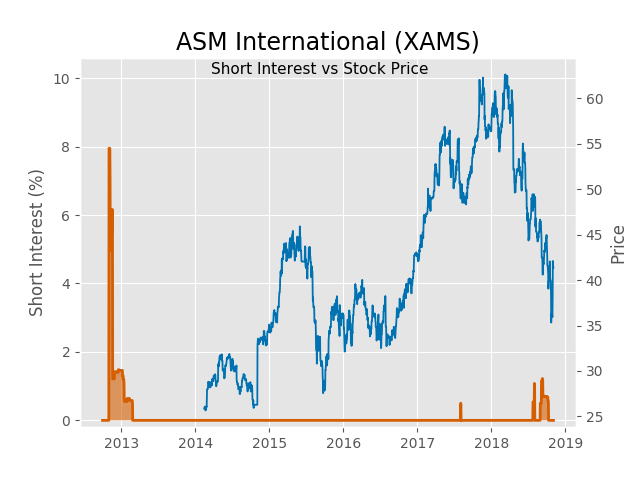 ASM International (XAMS)
Short Interest vs Stock Price
Short Interest (%)
10
8
6
4
2
0
60
55
50
45
40
35
30
25
Price
2013 2014 2015 2016 2017 2018 2019